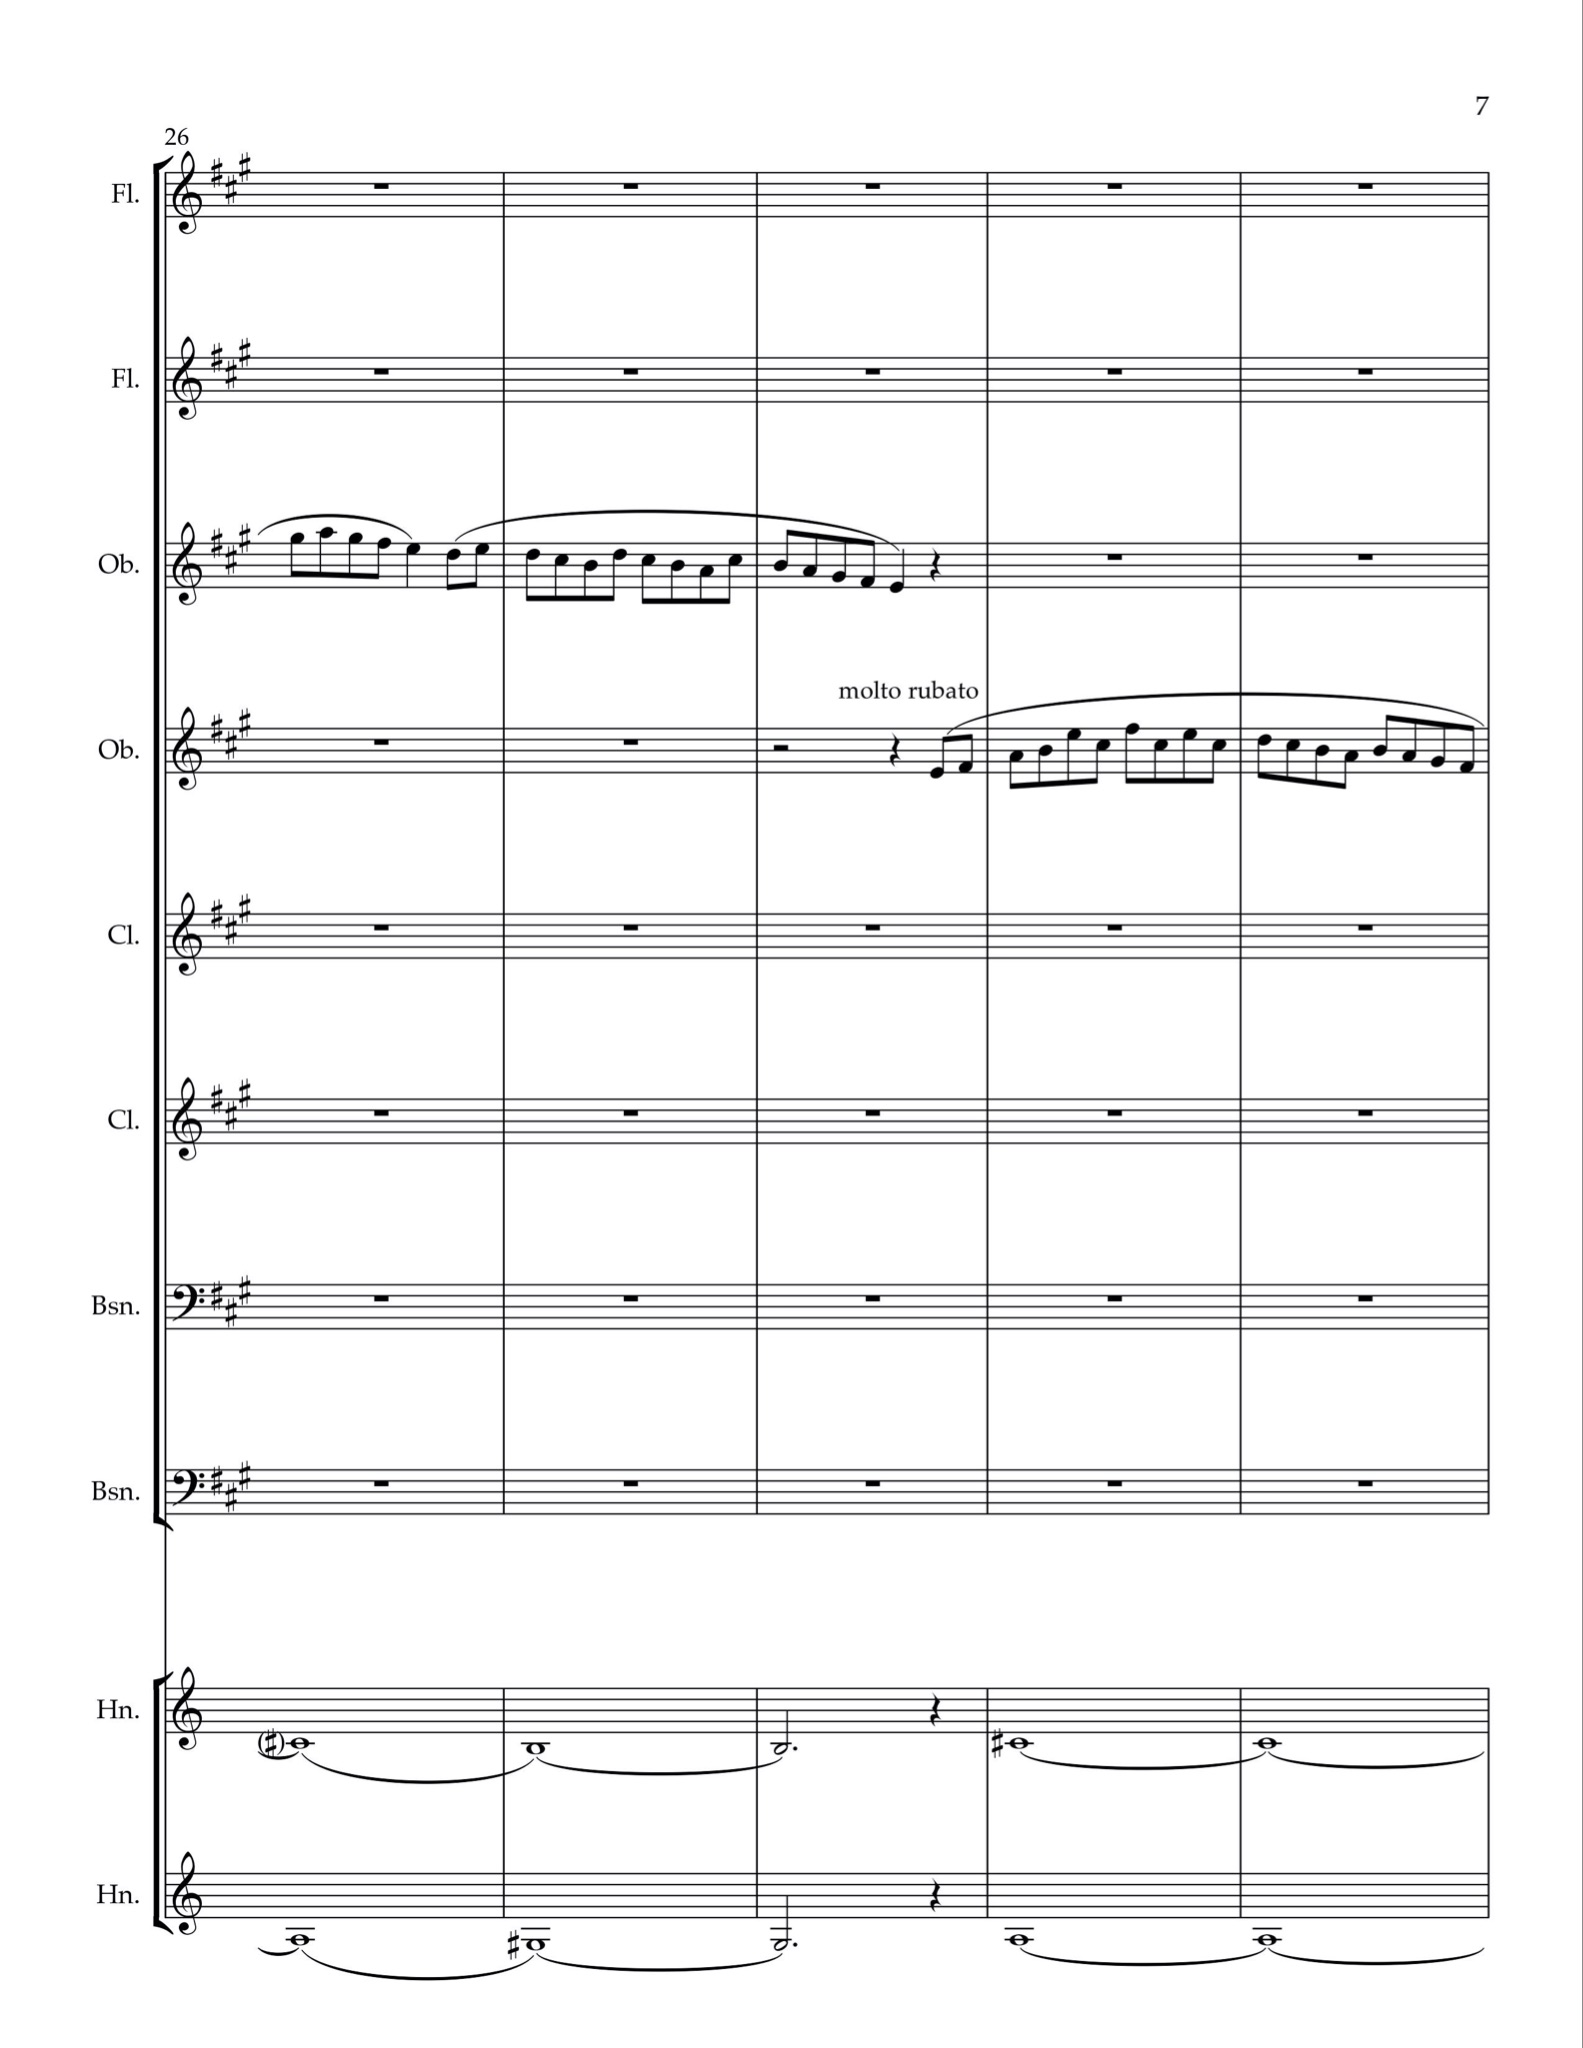 7
26
Fl.
Fl.
Ob.
molto rubato
Ob.
Cl.
Cl.
Bsn.
Bsn.
Hn.
Hn.